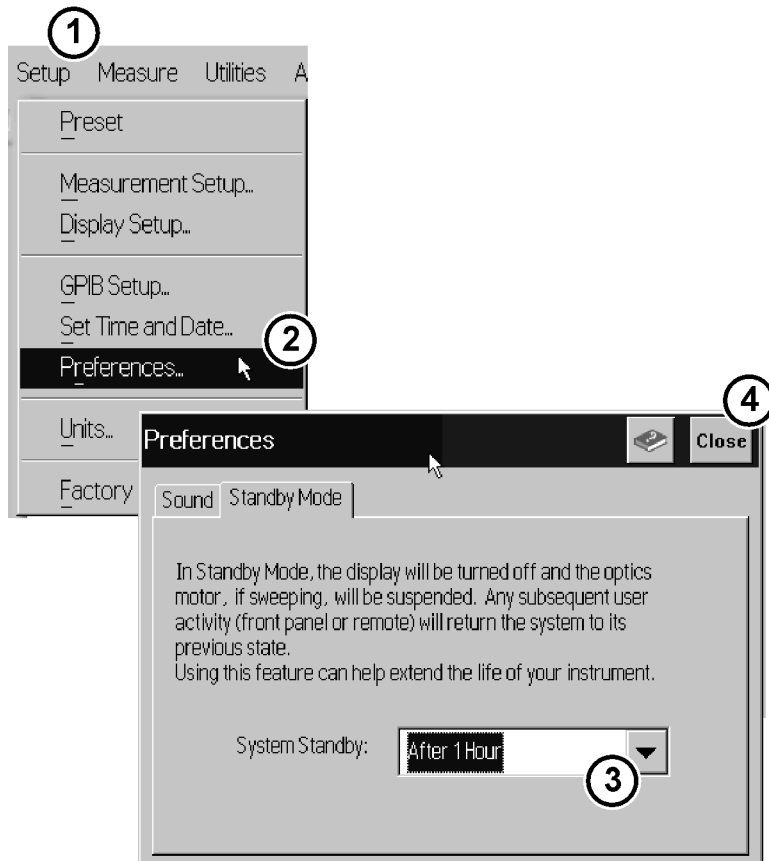 1
Setup Measure Utilities A
Preset
Measurement Setup...
Display Setup...
GPIB Setup...
Set Time and Date...
2
Preferences...
Units...
Factory
4
Preferences
?
Close
Sound Standby Mode
In Standby Mode, the display will be turned off and the optics
motor, if sweeping, will be suspended. Any subsequent user
activity (front panel or remote) will return the system to its
previous state.
Using this feature can help extend the life of your instrument.
System Standby: After 1 Hour
3